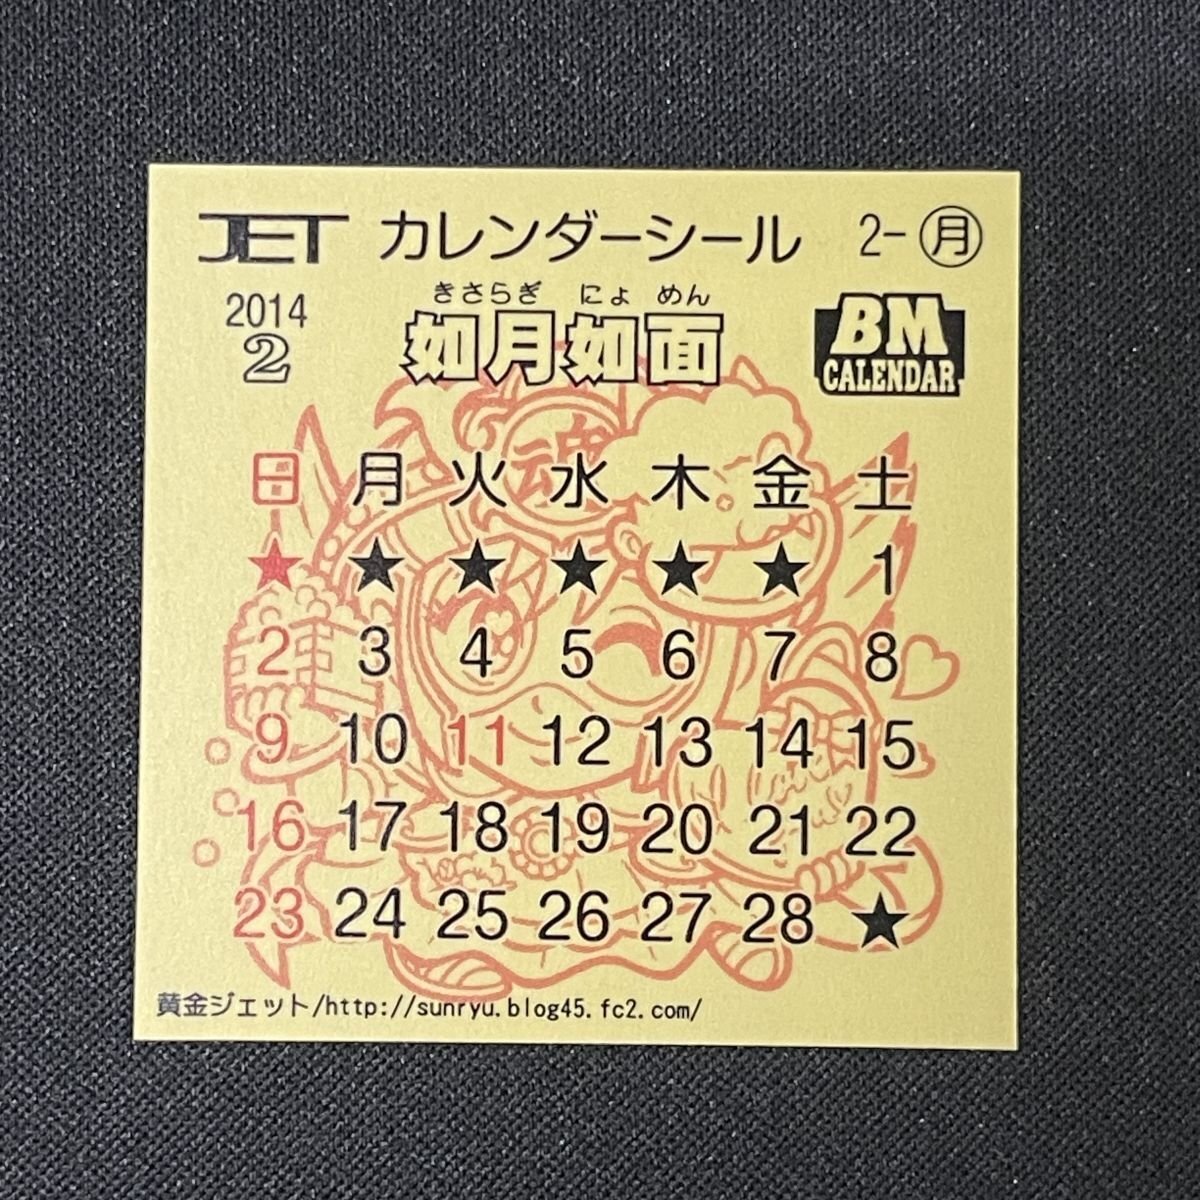 JET カレンダーシール 2-月
2014
2
きさらぎ にょ めん
如月如面
BM
CALENDAR
魂
日 月 火 水 木 金 土
★ ★ ★ ★ ★ ★ 1
2 3 4 5 6 7 8
9 10 11 12 13 14 15
16 17 18 19 20 21 22
23 24 25 26 27 28 ★
黄金ジェット/http://sunryu.blog45.fc2.com/